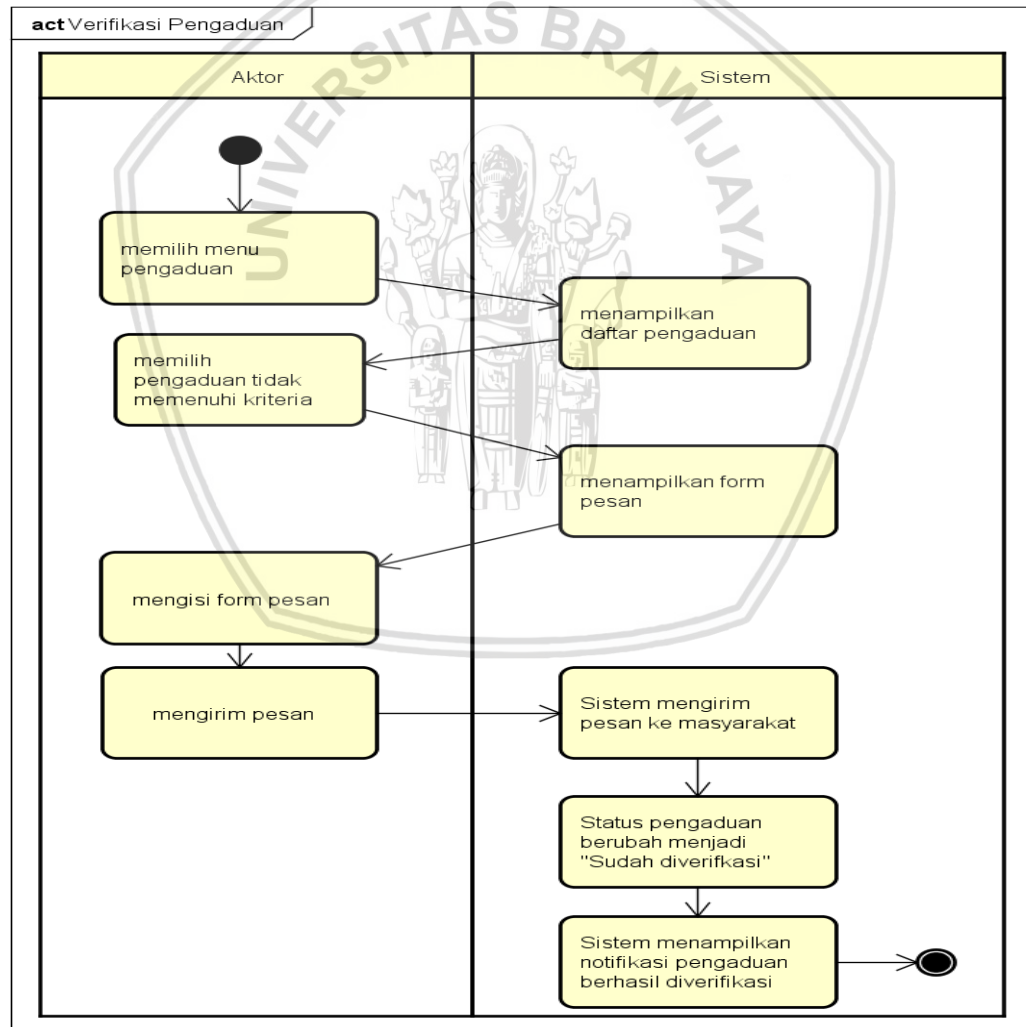 act Verifikasi Pengaduan
UNIVERSITAS BRAWIJAYA
Aktor
Sistem
memilih menu
pengaduan
menampilkan
daftar pengaduan
memilih
pengaduan tidak
memenuhi kriteria
menampilkan form
pesan
mengisi form pesan
mengirim pesan
Sistem mengirim
pesan ke masyarakat
Status pengaduan
berubah menjadi
"Sudah diverifkasi"
Sistem menampilkan
notifikasi pengaduan
berhasil diverifikasi